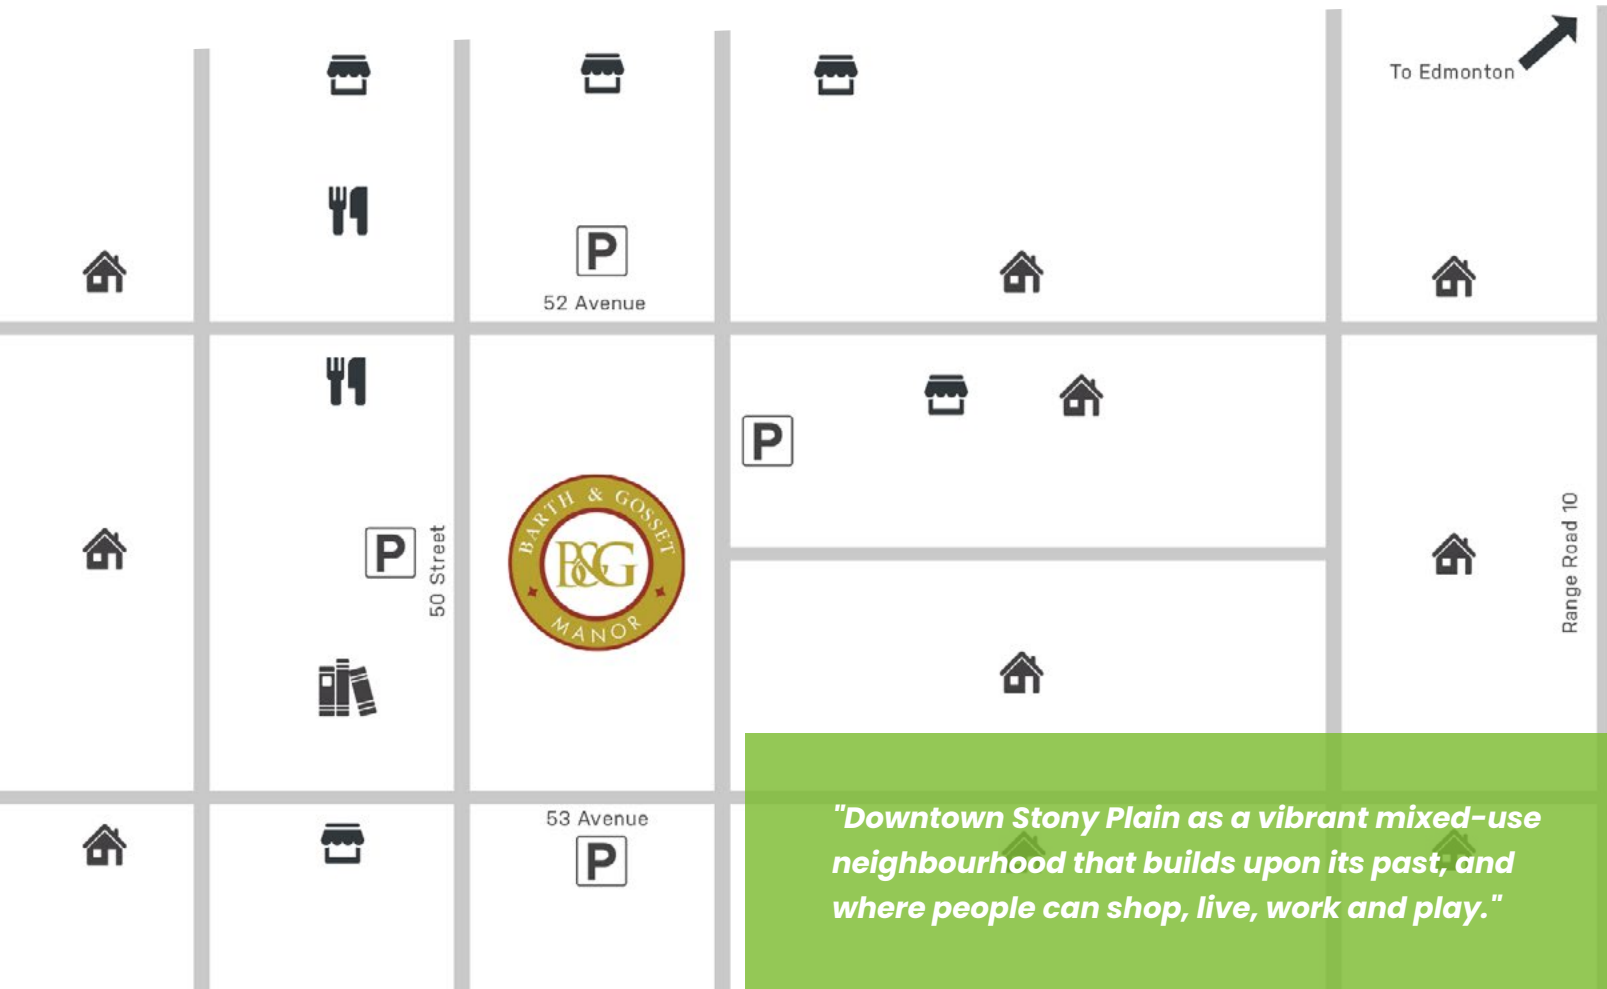 To Edmonton
P
52 Avenue
P
BARTH & GOSSET
B&G
MANOR
P
50 Street
Range Road 10
53 Avenue
P
"Downtown Stony Plain as a vibrant mixed-use
neighbourhood that builds upon its past, and
where people can shop, live, work and play."